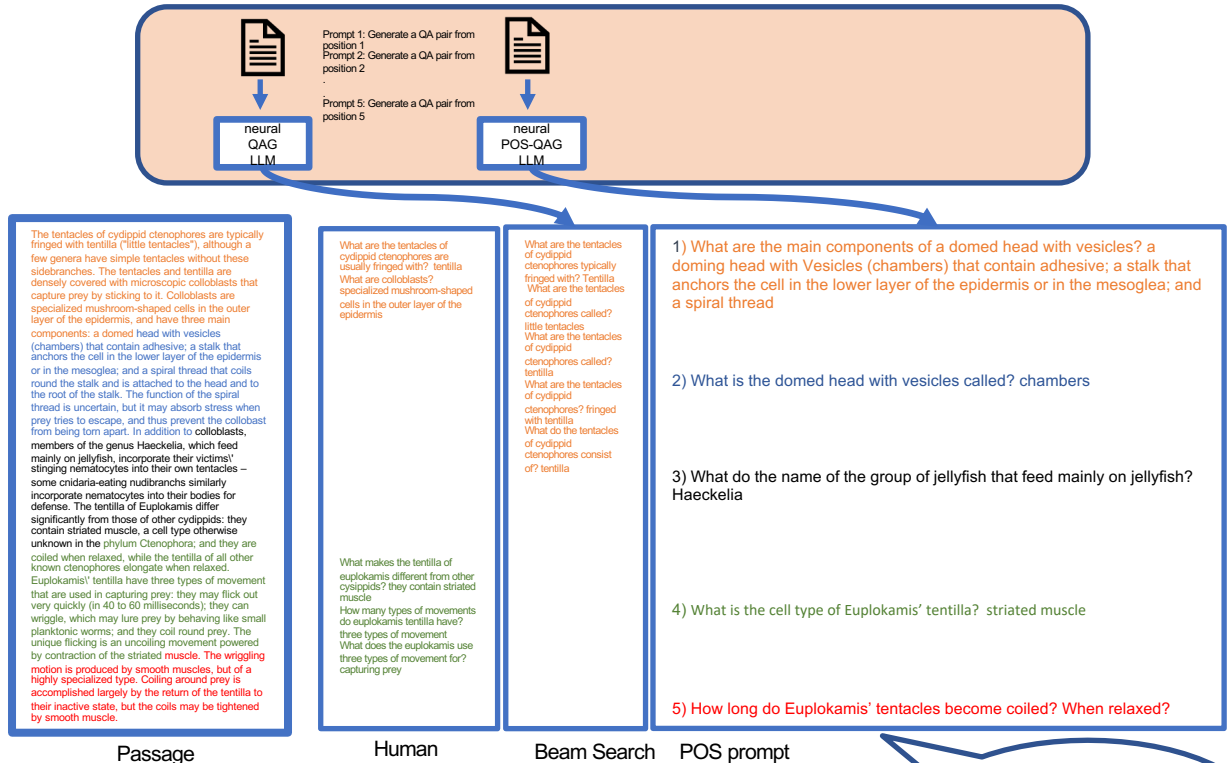 Prompt 1: Generate a QA pair from
position 1
Prompt 2: Generate a QA pair from
position 2
.
.
Prompt 5: Generate a QA pair from
position 5
neural
QAG
LLM
neural
POS-QAG
LLM
The tentacles of cydippid ctenophores are typically
fringed with tentilla ("little tentacles"), although a
few genera have simple tentacles without these
sidebranches. The tentacles and tentilla are
densely covered with microscopic colloblasts that
capture prey by sticking to it. Colloblasts are
specialized mushroom-shaped cells in the outer
layer of the epidermis, and have three main
components: a domed head with vesicles
(chambers) that contain adhesive; a stalk that
anchors the cell in the lower layer of the epidermis
or in the mesoglea; and a spiral thread that coils
round the stalk and is attached to the head and to
the root of the stalk. The function of the spiral
thread is uncertain, but it may absorb stress when
prey tries to escape, and thus prevent the collobast
from being torn apart. In addition to colloblasts,
members of the genus Haeckelia, which feed
mainly on jellyfish, incorporate their victims\'
stinging nematocytes into their own tentacles –
some cnidaria-eating nudibranchs similarly
incorporate nematocytes into their bodies for
defense. The tentilla of Euplokamis differ
significantly from those of other cydippids: they
contain striated muscle, a cell type otherwise
unknown in the phylum Ctenophora; and they are
coiled when relaxed, while the tentilla of all other
known ctenophores elongate when relaxed.
Euplokamis\' tentilla have three types of movement
that are used in capturing prey: they may flick out
very quickly (in 40 to 60 milliseconds); they can
wriggle, which may lure prey by behaving like small
planktonic worms; and they coil round prey. The
unique flicking is an uncoiling movement powered
by contraction of the striated muscle. The wriggling
motion is produced by smooth muscles, but of a
highly specialized type. Coiling around prey is
accomplished largely by the return of the tentilla to
their inactive state, but the coils may be tightened
by smooth muscle.
Passage
What are the tentacles of
cydippid ctenophores are
usually fringed with? tentilla
What are colloblasts?
specialized mushroom-shaped
cells in the outer layer of the
epidermis
What makes the tentilla of
euplokamis different from other
cysippids? they contain striated
muscle
How many types of movements
do euplokamis tentilla have?
three types of movement
What does the euplokamis use
three types of movement for?
capturing prey
Human
What are the tentacles
of cydippid
ctenophores typically
fringed with? Tentilla
What are the tentacles
of cydippid
ctenophores called?
little tentacles
What are the tentacles
of cydippid
ctenophores called?
tentilla
What are the tentacles
of cydippid
ctenophores? fringed
with tentilla
What do the tentacles
of cydippid
ctenophores consist
of? tentilla
Beam Search
1) What are the main components of a domed head with vesicles? a
doming head with Vesicles (chambers) that contain adhesive; a stalk that
anchors the cell in the lower layer of the epidermis or in the mesoglea; and
a spiral thread
2) What is the domed head with vesicles called? chambers
3) What do the name of the group of jellyfish that feed mainly on jellyfish?
Haeckelia
4) What is the cell type of Euplokamis' tentilla? striated muscle
5) How long do Euplokamis' tentacles become coiled? When relaxed?
POS prompt